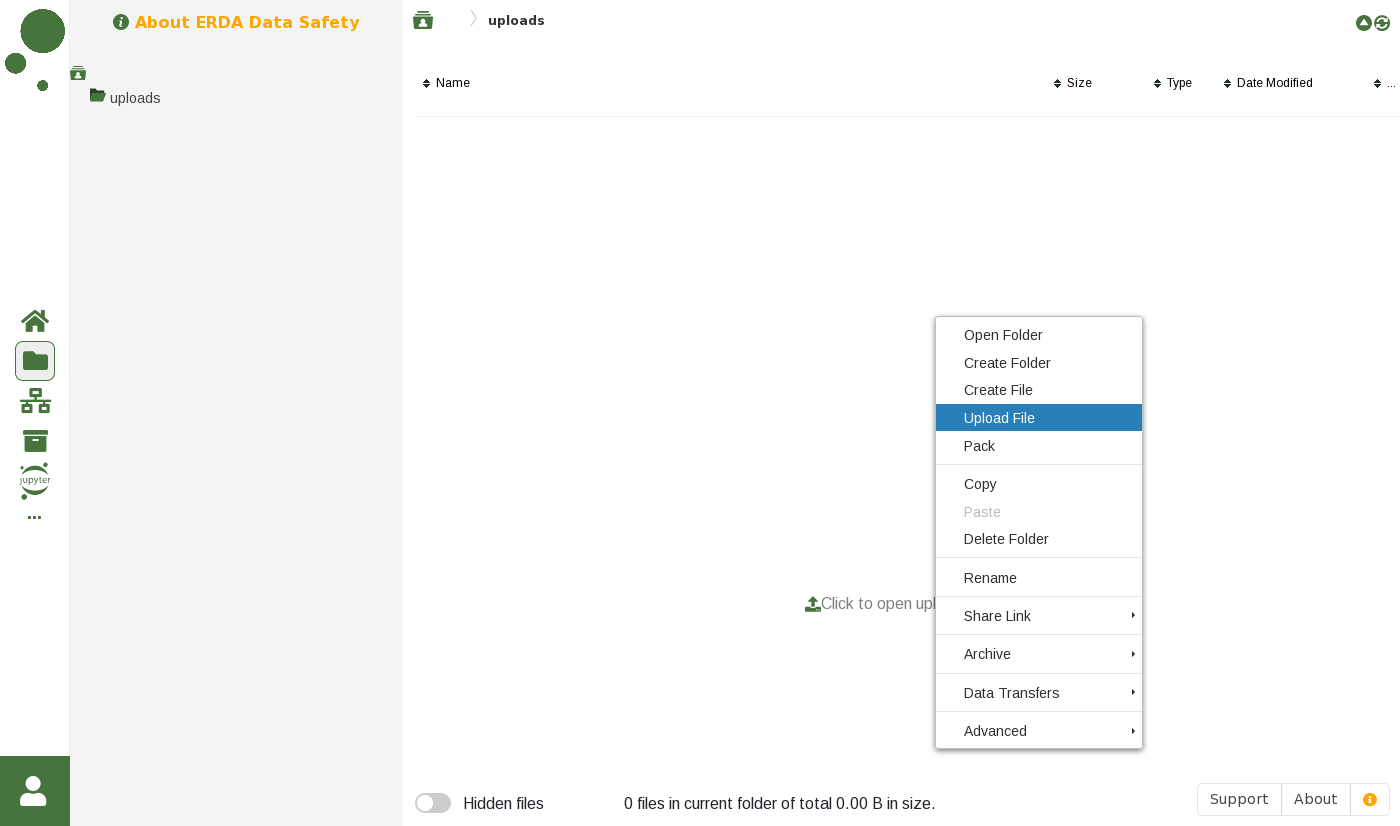 About ERDA Data Safety
uploads
uploads
Name
Size
Type
Date Modified
...
jupyter
Open Folder
Create Folder
Create File
Upload File
Pack
Copy
Paste
Delete Folder
Rename
Share Link
Archive
Data Transfers
Advanced
Click to open upl
Hidden files
0 files in current folder of total 0.00 B in size.
Support
About